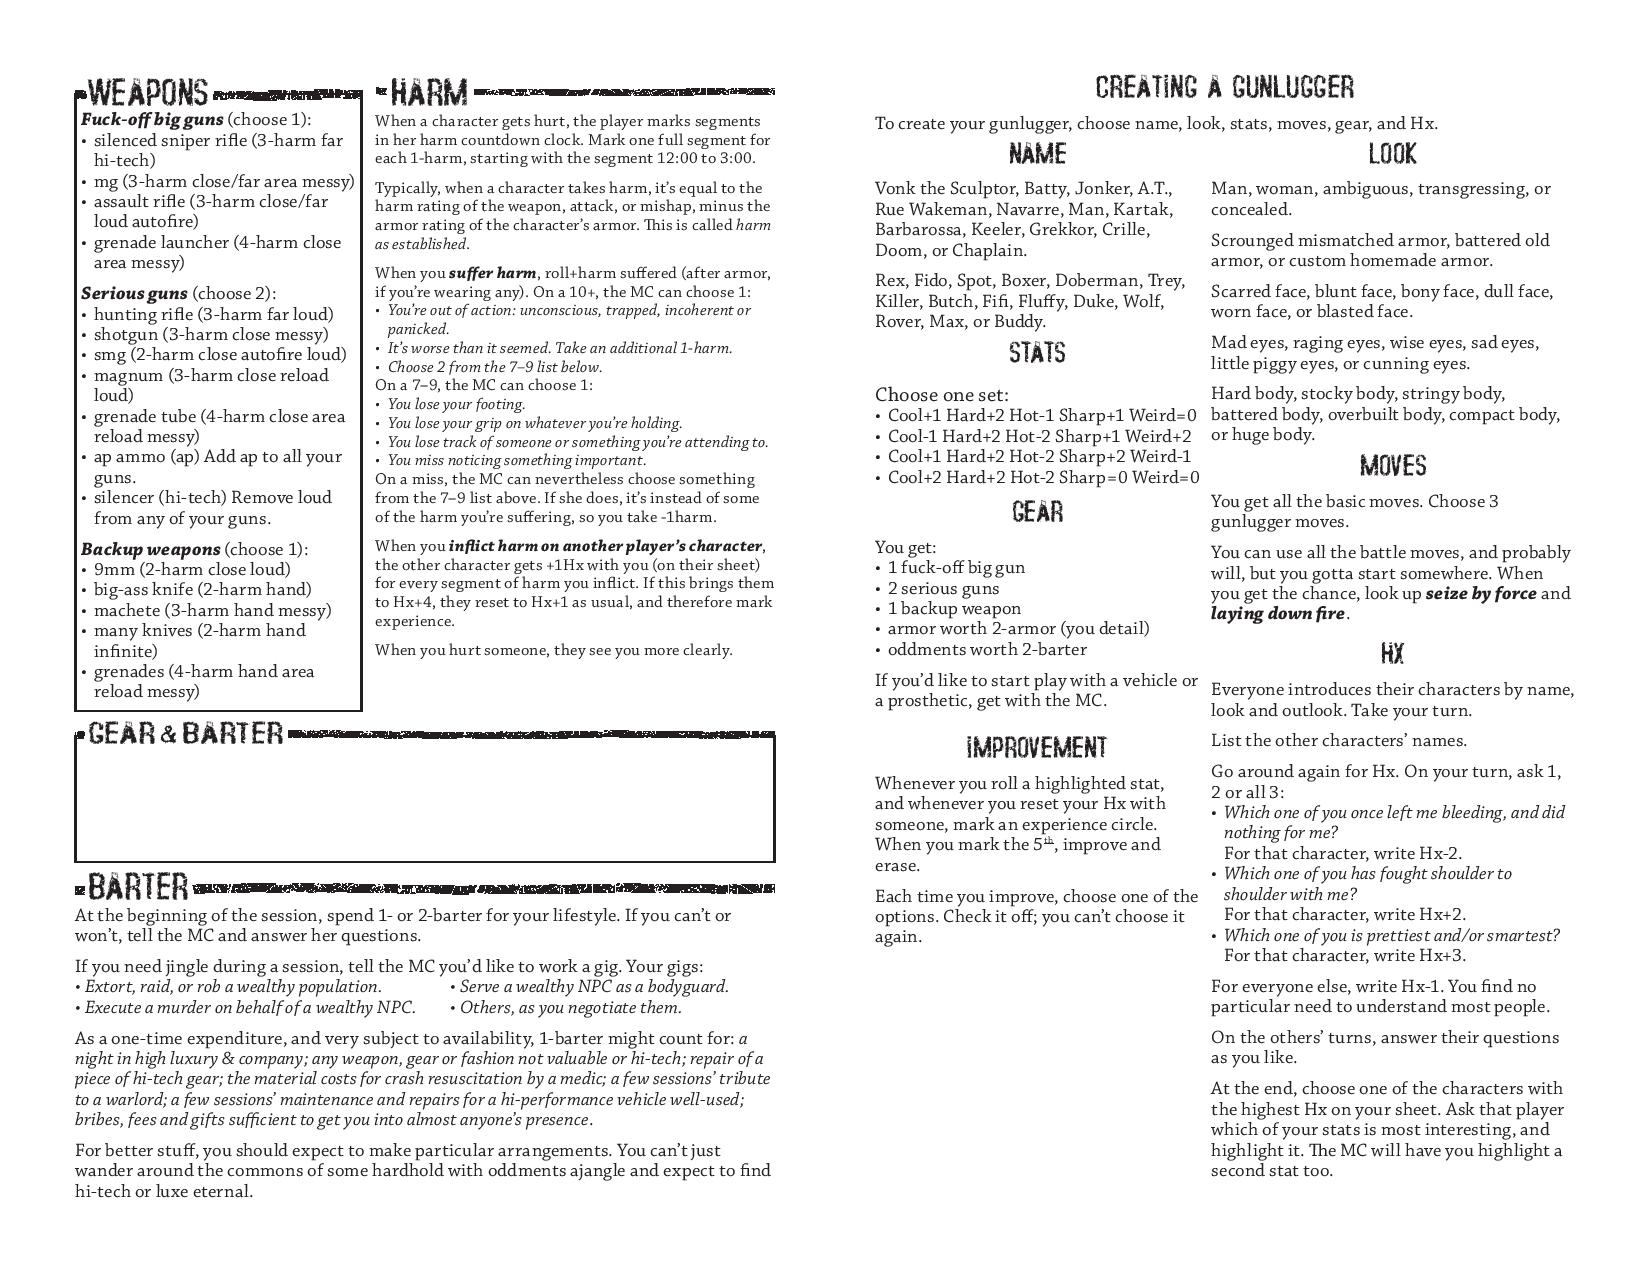 WEAPONS
Fuck-off big guns (choose 1):
• silenced sniper rifle (3-harm far
hi-tech)
• mg (3-harm close/far area messy)
• assault rifle (3-harm close/far
loud autofire)
• grenade launcher (4-harm close
area messy)
Serious guns (choose 2):
• hunting rifle (3-harm far loud)
• shotgun (3-harm close messy)
• smg (2-harm close autofire loud)
• magnum (3-harm close reload
loud)
• grenade tube (4-harm close area
reload messy)
• ap ammo (ap) Add ap to all your
guns.
• silencer (hi-tech) Remove loud
from any of your guns.
Backup weapons (choose 1):
• 9mm (2-harm close loud)
• big-ass knife (2-harm hand)
• machete (3-harm hand messy)
• many knives (2-harm hand
infinite)
• grenades (4-harm hand area
reload messy)
HARM
When a character gets hurt, the player marks segments
in her harm countdown clock. Mark one full segment for
each 1-harm, starting with the segment 12:00 to 3:00.
Typically, when a character takes harm, it's equal to the
harm rating of the weapon, attack, or mishap, minus the
armor rating of the character's armor. This is called harm
as established.
When you suffer harm, roll+harm suffered (after armor,
if you're wearing any). On a 10+, the MC can choose 1:
• You're out of action: unconscious, trapped, incoherent or
panicked.
• It's worse than it seemed. Take an additional 1-harm.
• Choose 2 from the 7–9 list below.
On a 7–9, the MC can choose 1:
• You lose your footing.
• You lose your grip on whatever you're holding.
• You lose track of someone or something you're attending to.
• You miss noticing something important.
On a miss, the MC can nevertheless choose something
from the 7–9 list above. If she does, it's instead of some
of the harm you're suffering, so you take -1harm.
When you inflict harm on another player's character,
the other character gets +1Hx with you (on their sheet)
for every segment of harm you inflict. If this brings them
to Hx+4, they reset to Hx+1 as usual, and therefore mark
experience.
When you hurt someone, they see you more clearly.
GEAR & BARTER
BARTER
At the beginning of the session, spend 1- or 2-barter for your lifestyle. If you can't or
won't, tell the MC and answer her questions.
If you need jingle during a session, tell the MC you'd like to work a gig. Your gigs:
• Extort, raid, or rob a wealthy population. • Serve a wealthy NPC as a bodyguard.
• Execute a murder on behalf of a wealthy NPC. • Others, as you negotiate them.
As a one-time expenditure, and very subject to availability, 1-barter might count for: a
night in high luxury & company; any weapon, gear or fashion not valuable or hi-tech; repair of a
piece of hi-tech gear; the material costs for crash resuscitation by a medic; a few sessions' tribute
to a warlord; a few sessions' maintenance and repairs for a hi-performance vehicle well-used;
bribes, fees and gifts sufficient to get you into almost anyone's presence.
For better stuff, you should expect to make particular arrangements. You can't just
wander around the commons of some hardhold with oddments ajangle and expect to find
hi-tech or luxe eternal.
CREATING A GUNLUGGER
To create your gunlugger, choose name, look, stats, moves, gear, and Hx.
NAME
Vonk the Sculptor, Batty, Jonker, A.T.,
Rue Wakeman, Navarre, Man, Kartak,
Barbarossa, Keeler, Grekkor, Crille,
Doom, or Chaplain.
Rex, Fido, Spot, Boxer, Doberman, Trey,
Killer, Butch, Fifi, Fluffy, Duke, Wolf,
Rover, Max, or Buddy.
STATS
Choose one set:
• Cool+1 Hard+2 Hot-1 Sharp+1 Weird=0
• Cool-1 Hard+2 Hot-2 Sharp+1 Weird+2
• Cool+1 Hard+2 Hot-2 Sharp+2 Weird-1
• Cool+2 Hard+2 Hot-2 Sharp=0 Weird=0
GEAR
You get:
• 1 fuck-off big gun
• 2 serious guns
• 1 backup weapon
• armor worth 2-armor (you detail)
• oddments worth 2-barter
If you'd like to start play with a vehicle or
a prosthetic, get with the MC.
IMPROVEMENT
Whenever you roll a highlighted stat,
and whenever you reset your Hx with
someone, mark an experience circle.
When you mark the 5th, improve and
erase.
Each time you improve, choose one of the
options. Check it off; you can't choose it
again.
LOOK
Man, woman, ambiguous, transgressing, or
concealed.
Scrounged mismatched armor, battered old
armor, or custom homemade armor.
Scarred face, blunt face, bony face, dull face,
worn face, or blasted face.
Mad eyes, raging eyes, wise eyes, sad eyes,
little piggy eyes, or cunning eyes.
Hard body, stocky body, stringy body,
battered body, overbuilt body, compact body,
or huge body.
MOVES
You get all the basic moves. Choose 3
gunlugger moves.
You can use all the battle moves, and probably
will, but you gotta start somewhere. When
you get the chance, look up seize by force and
laying down fire.
HX
Everyone introduces their characters by name,
look and outlook. Take your turn.
List the other characters' names.
Go around again for Hx. On your turn, ask 1,
2 or all 3:
• Which one of you once left me bleeding, and did
nothing for me?
For that character, write Hx-2.
• Which one of you has fought shoulder to
shoulder with me?
For that character, write Hx+2.
• Which one of you is prettiest and/or smartest?
For that character, write Hx+3.
For everyone else, write Hx-1. You find no
particular need to understand most people.
On the others' turns, answer their questions
as you like.
At the end, choose one of the characters with
the highest Hx on your sheet. Ask that player
which of your stats is most interesting, and
highlight it. The MC will have you highlight a
second stat too.